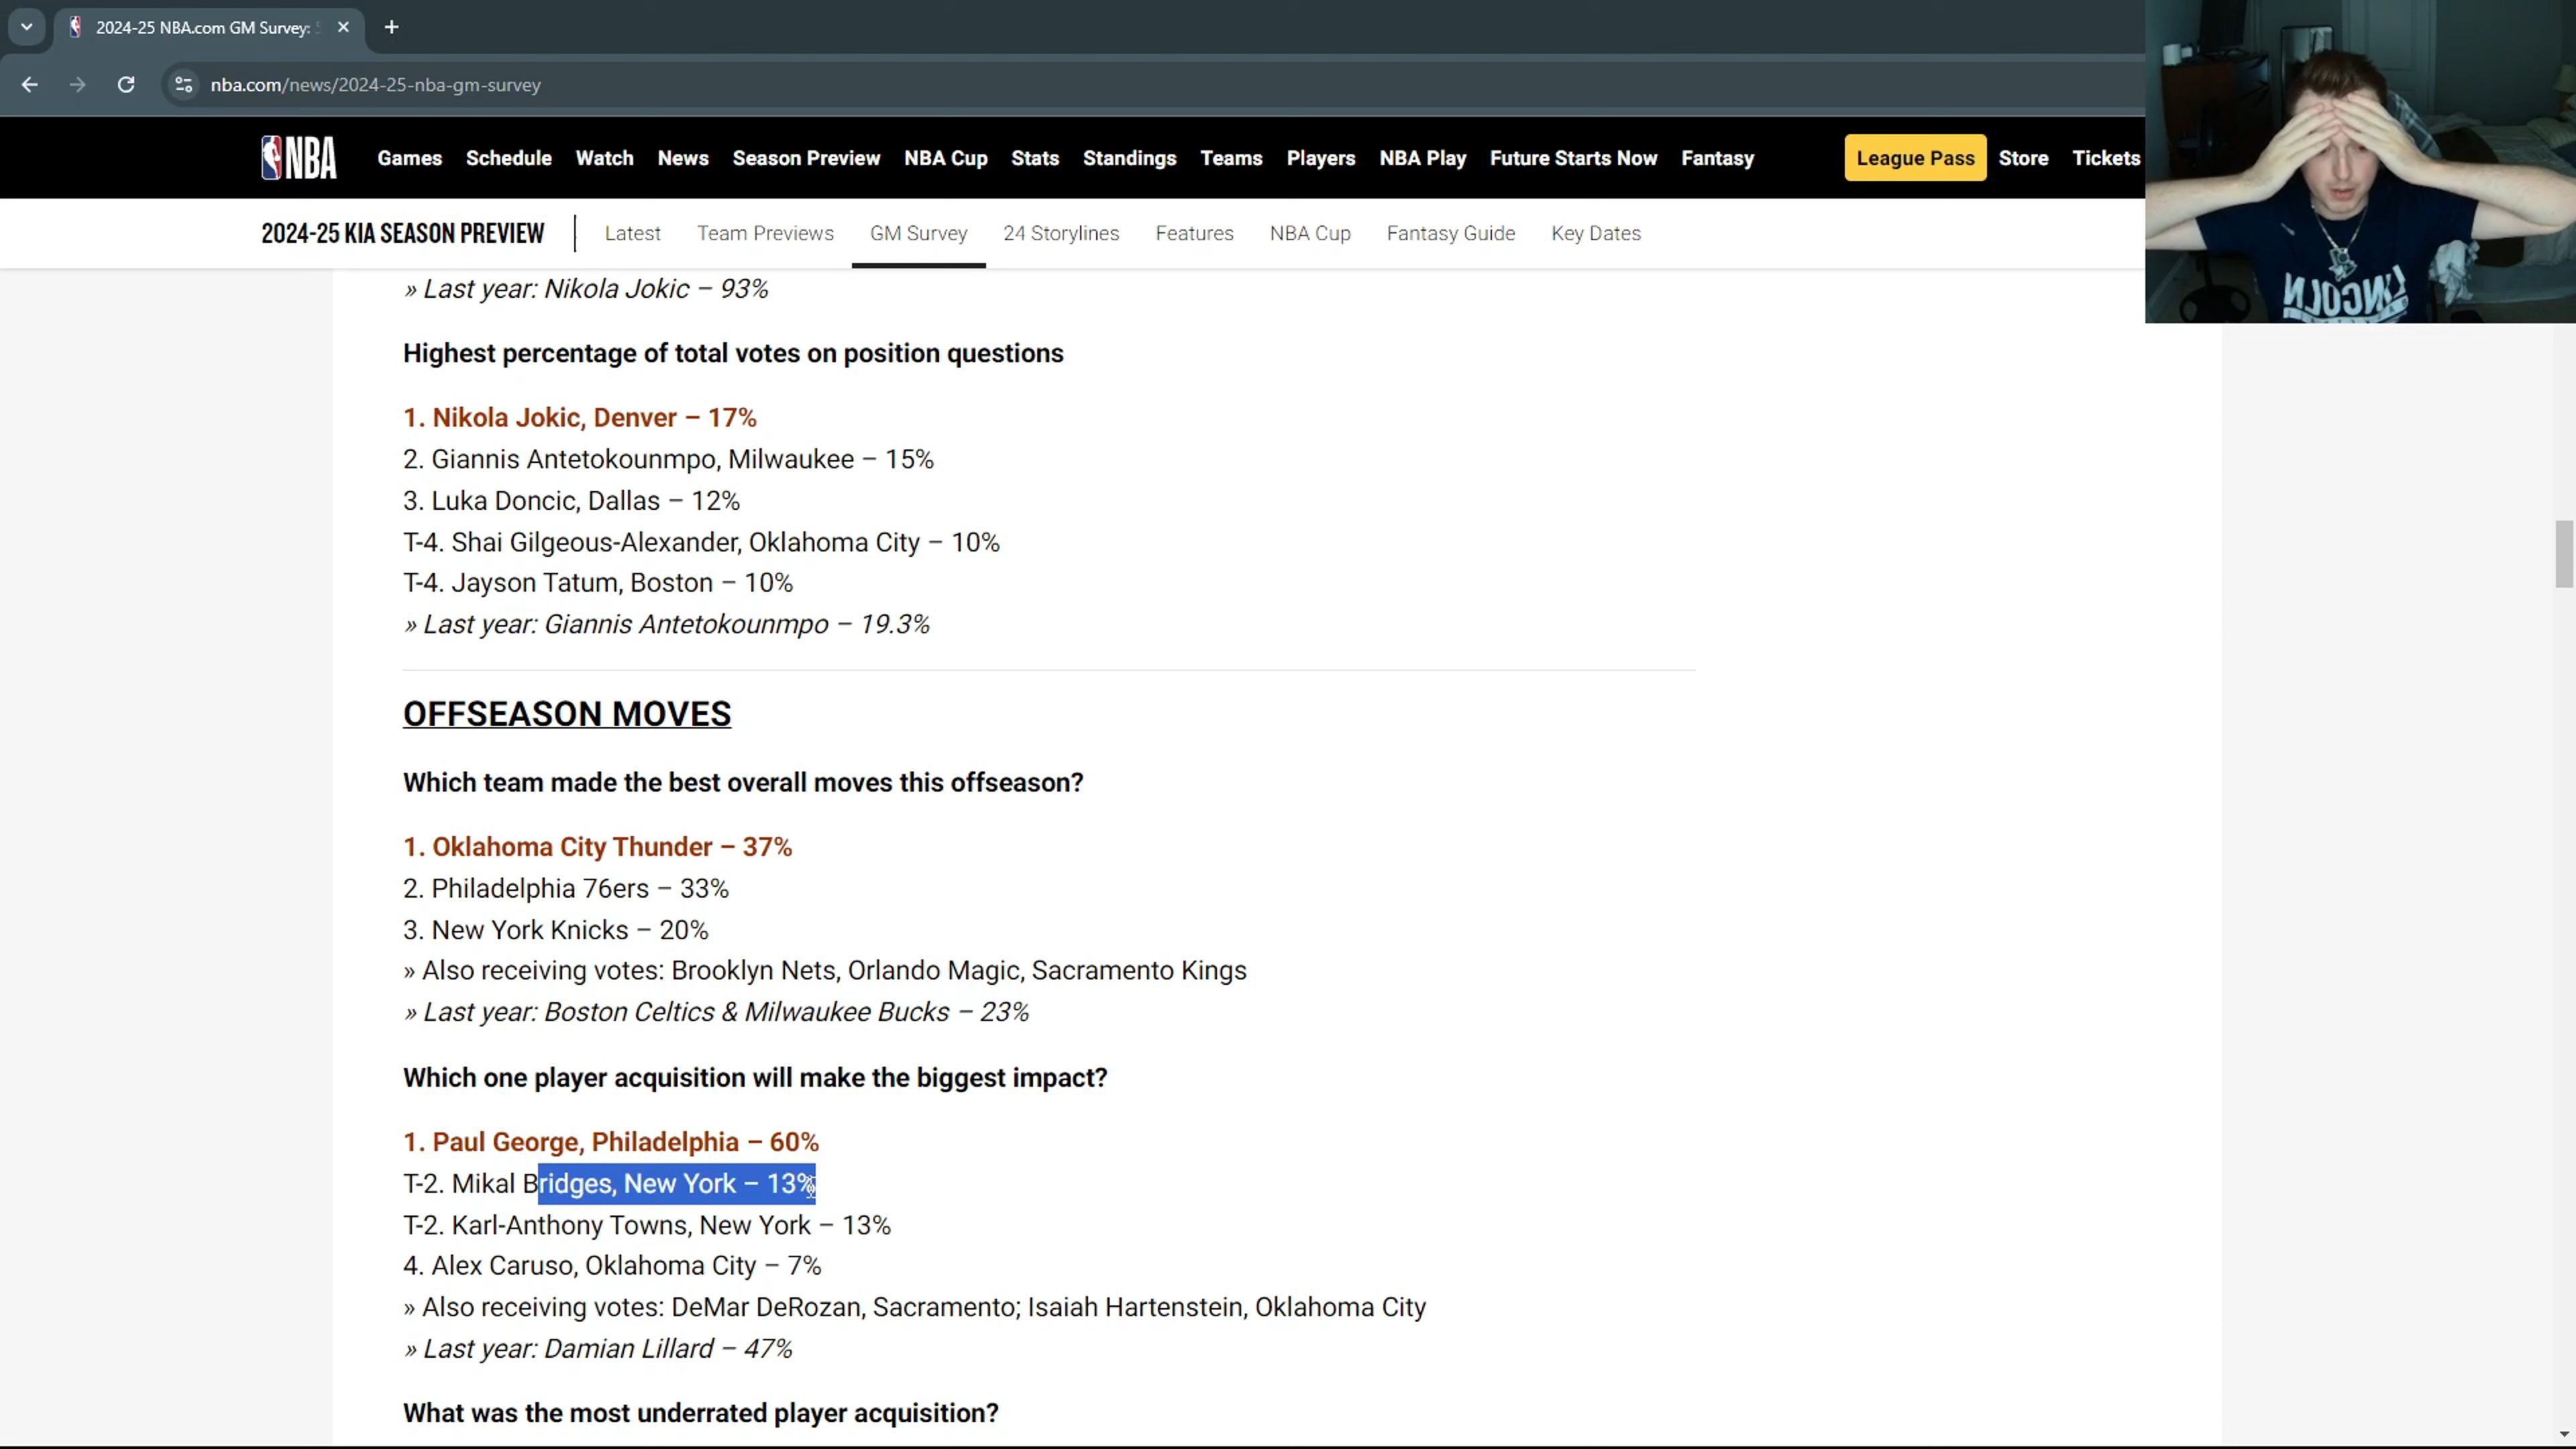 2024-25 NBA.com GM Survey:
nba.com/news/2024-25-nba-gm-survey
NBA Games Schedule Watch News Season Preview NBA Cup Stats Standings Teams Players NBA Play Future Starts Now Fantasy League Pass Store Tickets
2024-25 KIA SEASON PREVIEW Latest Team Previews GM Survey 24 Storylines Features NBA Cup Fantasy Guide Key Dates
LINCOLN
» Last year: Nikola Jokic – 93%
Highest percentage of total votes on position questions
1. Nikola Jokic, Denver – 17%
2. Giannis Antetokounmpo, Milwaukee – 15%
3. Luka Doncic, Dallas – 12%
T-4. Shai Gilgeous-Alexander, Oklahoma City – 10%
T-4. Jayson Tatum, Boston – 10%
» Last year: Giannis Antetokounmpo – 19.3%
OFFSEASON MOVES
Which team made the best overall moves this offseason?
1. Oklahoma City Thunder – 37%
2. Philadelphia 76ers – 33%
3. New York Knicks – 20%
» Also receiving votes: Brooklyn Nets, Orlando Magic, Sacramento Kings
» Last year: Boston Celtics & Milwaukee Bucks – 23%
Which one player acquisition will make the biggest impact?
1. Paul George, Philadelphia – 60%
T-2. Mikal Bridges, New York – 13%
T-2. Karl-Anthony Towns, New York – 13%
4. Alex Caruso, Oklahoma City – 7%
» Also receiving votes: DeMar DeRozan, Sacramento; Isaiah Hartenstein, Oklahoma City
» Last year: Damian Lillard – 47%
What was the most underrated player acquisition?